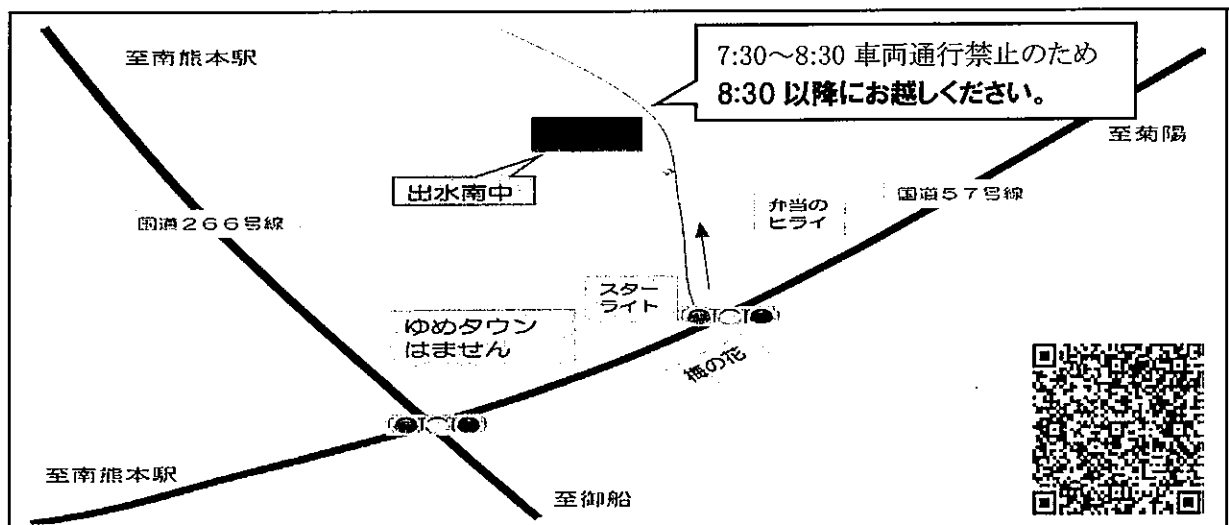 至南熊本駅
7:30～8:30 車両通行禁止のため
8:30 以降にお越しください。
至菊陽
出水南中
国道57号線
国道266号線
弁当の
ヒライ
スター
ライト
ゆめタウン
はません
梅の花
至南熊本駅
至御船